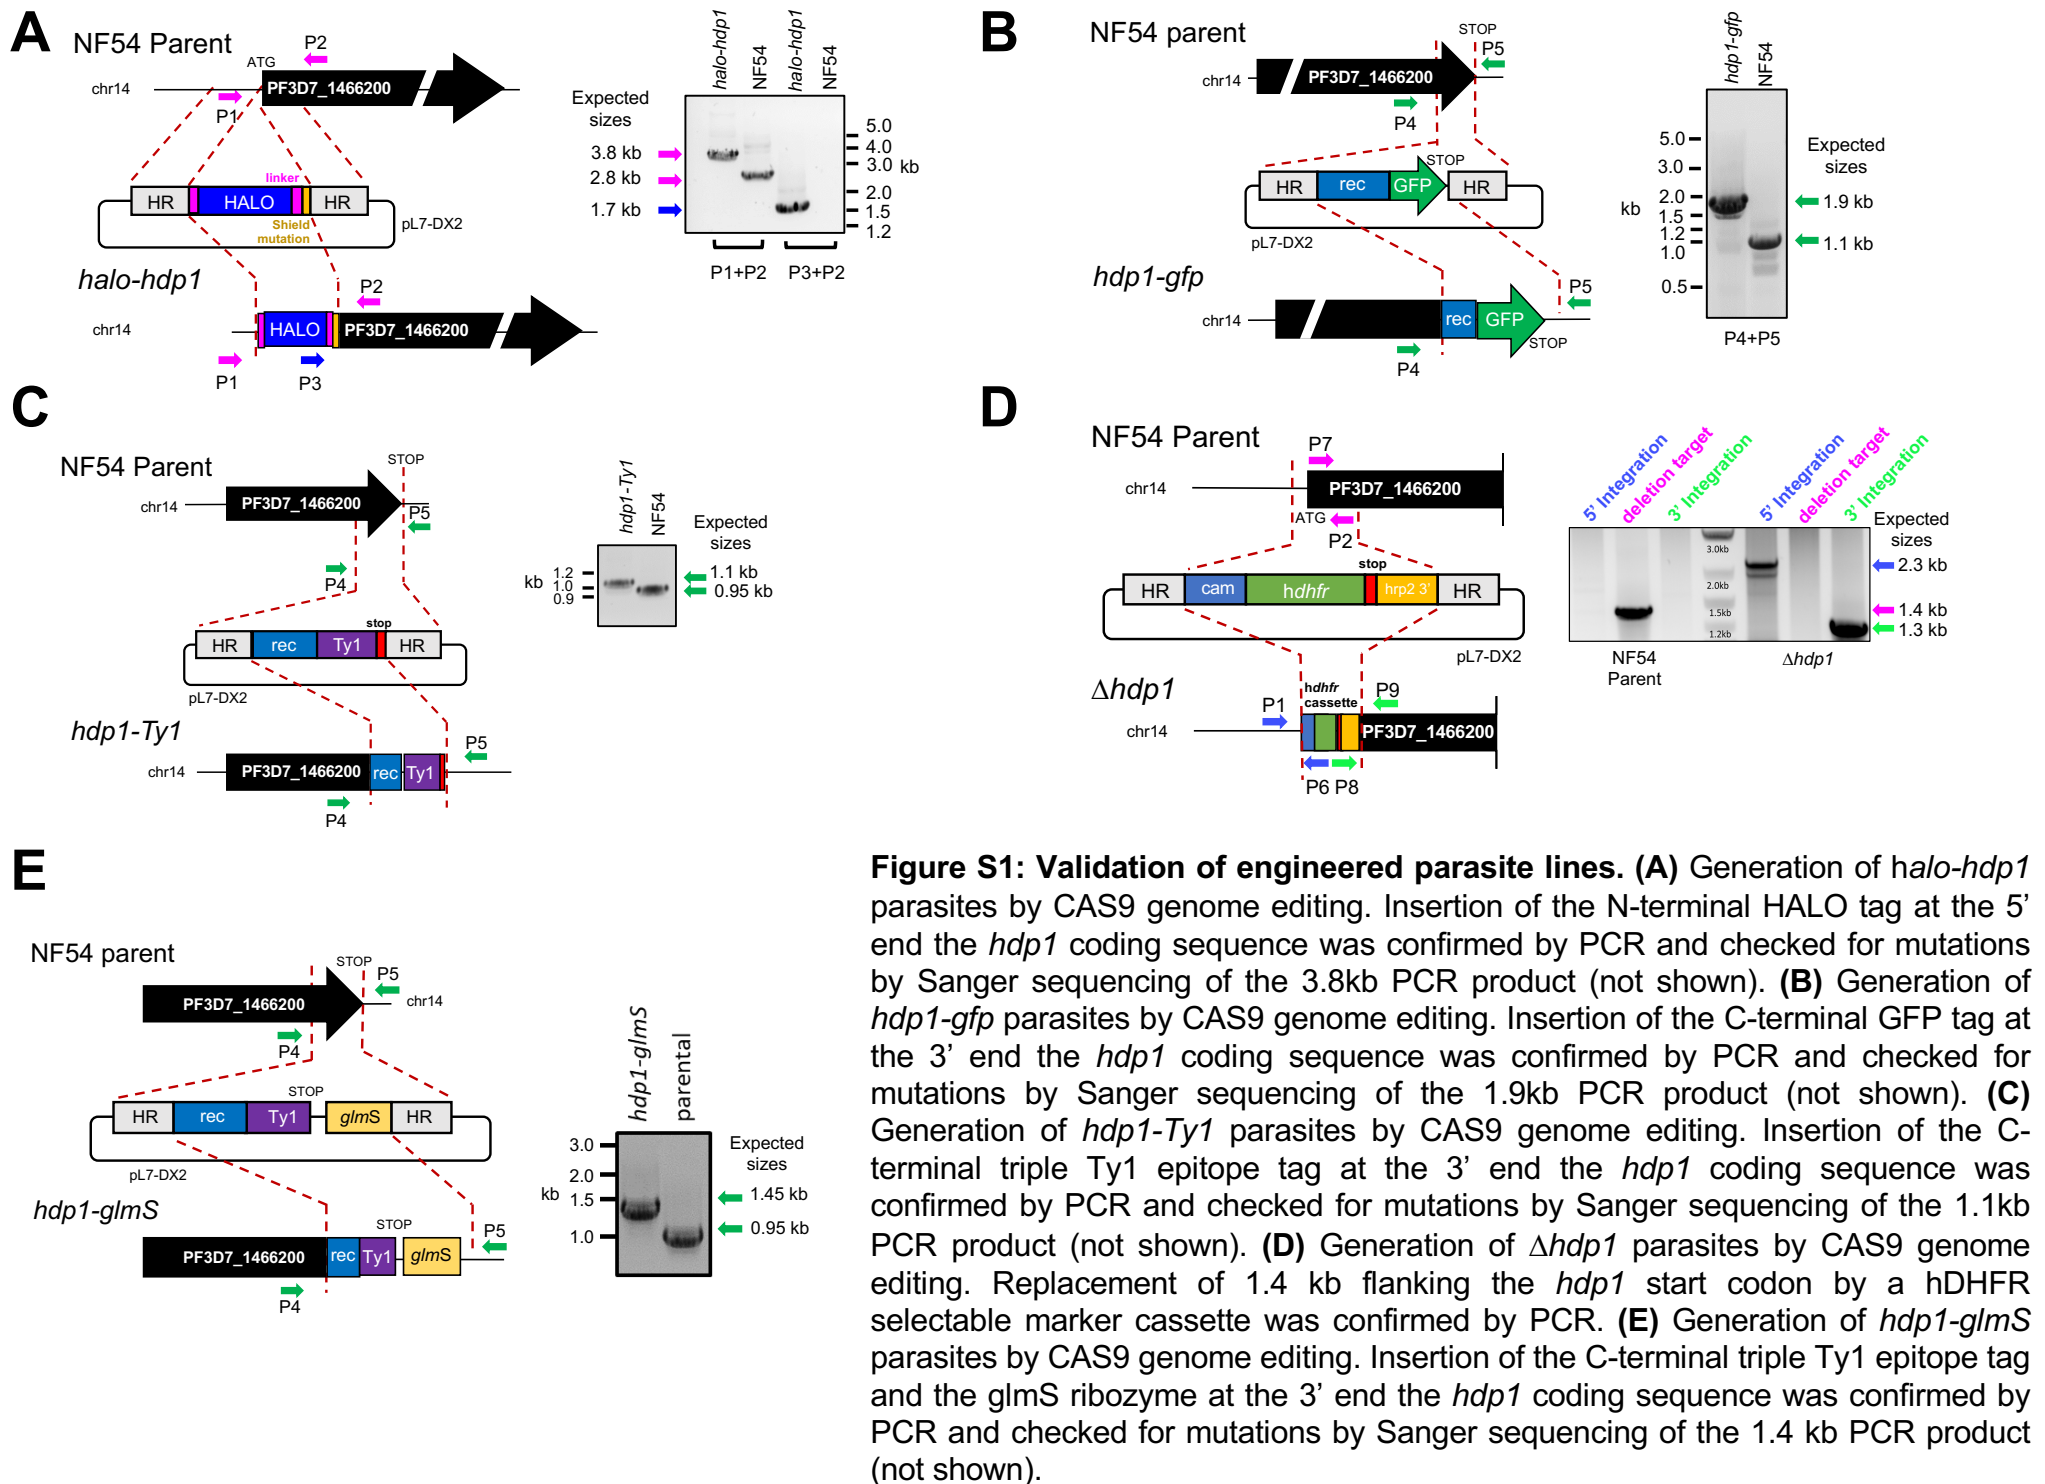 A
NF54 Parent
P2
ATG
chr14
PF3D7_1466200
P1
linker
HR
HALO
HR
Shield
mutation
pL7-DX2
halo-hdp1
P2
chr14
HALO
PF3D7_1466200
P1
P3
halo-hdp1
NF54
halo-hdp1
NF54
Expected
sizes
3.8 kb
2.8 kb
1.7 kb
5.0
4.0
3.0
kb
2.0
1.5
1.2
P1+P2
P3+P2
B
NF54 parent
STOP
P5
chr14
PF3D7_1466200
P4
STOP
HR
rec
GFP
HR
pL7-DX2
hdp1-gfp
P5
chr14
rec
GFP
STOP
P4
hdp1-gfp
NF54
5.0
3.0
2.0
1.5
1.2
1.0
0.5
kb
Expected
sizes
1.9 kb
1.1 kb
P4+P5
C
NF54 Parent
STOP
chr14
PF3D7_1466200
P5
P4
stop
HR
rec
Ty1
HR
pL7-DX2
hdp1-Ty1
P5
chr14
PF3D7_1466200
rec
Ty1
P4
hdp1-Ty1
NF54
kb
1.2
1.0
0.9
Expected
sizes
1.1 kb
0.95 kb
D
NF54 Parent
P7
chr14
PF3D7_1466200
ATG
P2
stop
HR
cam
hdhfr
hrp2 3'
HR
pL7-DX2
Δhdp1
P1
hdhfr
cassette
P9
chr14
PF3D7_1466200
P6 P8
5' Integration
deletion target
3' Integration
5' Integration
deletion target
3' Integration
3.0kb
2.0kb
1.5kb
1.2kb
Expected
sizes
2.3 kb
1.4 kb
1.3 kb
NF54
Parent
Δhdp1
E
NF54 parent
STOP
P5
PF3D7_1466200
chr14
P4
STOP
HR
rec
Ty1
glmS
HR
pL7-DX2
hdp1-glmS
STOP
P5
PF3D7_1466200
rec
Ty1
glmS
P4
hdp1-glmS
parental
3.0
2.0
kb
1.5
1.0
Expected
sizes
1.45 kb
0.95 kb
Figure S1: Validation of engineered parasite lines. (A) Generation of halo-hdp1
parasites by CAS9 genome editing. Insertion of the N-terminal HALO tag at the 5'
end the hdp1 coding sequence was confirmed by PCR and checked for mutations
by Sanger sequencing of the 3.8kb PCR product (not shown). (B) Generation of
hdp1-gfp parasites by CAS9 genome editing. Insertion of the C-terminal GFP tag at
the 3' end the hdp1 coding sequence was confirmed by PCR and checked for
mutations by Sanger sequencing of the 1.9kb PCR product (not shown). (C)
Generation of hdp1-Ty1 parasites by CAS9 genome editing. Insertion of the C-
terminal triple Ty1 epitope tag at the 3' end the hdp1 coding sequence was
confirmed by PCR and checked for mutations by Sanger sequencing of the 1.1kb
PCR product (not shown). (D) Generation of Δhdp1 parasites by CAS9 genome
editing. Replacement of 1.4 kb flanking the hdp1 start codon by a hDHFR
selectable marker cassette was confirmed by PCR. (E) Generation of hdp1-glmS
parasites by CAS9 genome editing. Insertion of the C-terminal triple Ty1 epitope tag
and the glmS ribozyme at the 3' end the hdp1 coding sequence was confirmed by
PCR and checked for mutations by Sanger sequencing of the 1.4 kb PCR product
(not shown).